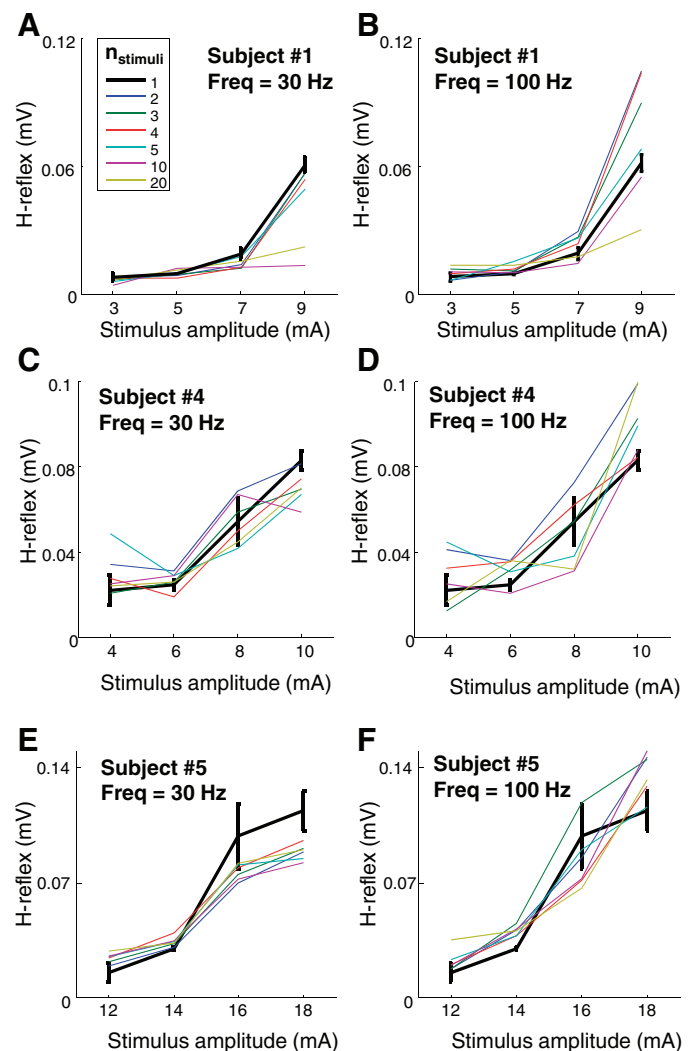 A
n_stimuli
1
2
3
4
5
10
20
Subject #1
Freq = 30 Hz
H-reflex (mV)
0.12
0.06
0
3 5 7 9
Stimulus amplitude (mA)
B
Subject #1
Freq = 100 Hz
H-reflex (mV)
0.12
0.06
0
3 5 7 9
Stimulus amplitude (mA)
C
Subject #4
Freq = 30 Hz
H-reflex (mV)
0.1
0.08
0.04
0
4 6 8 10
Stimulus amplitude (mA)
D
Subject #4
Freq = 100 Hz
H-reflex (mV)
0.1
0.08
0.04
0
4 6 8 10
Stimulus amplitude (mA)
E
Subject #5
Freq = 30 Hz
H-reflex (mV)
0.14
0.07
0
12 14 16 18
Stimulus amplitude (mA)
F
Subject #5
Freq = 100 Hz
H-reflex (mV)
0.14
0.07
0
12 14 16 18
Stimulus amplitude (mA)